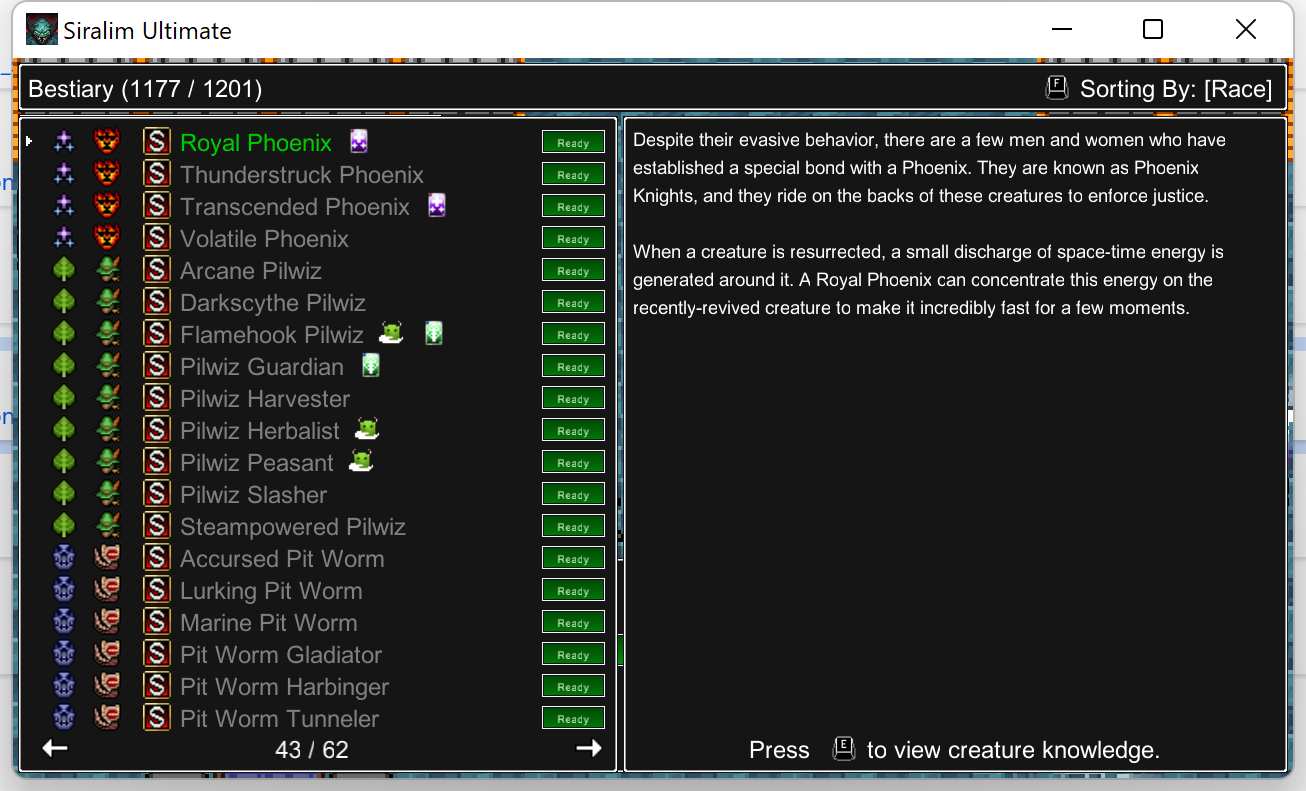 Siralim Ultimate
Bestiary (1177 / 1201)
F Sorting By: [Race]
S Royal Phoenix Ready
S Thunderstruck Phoenix Ready
S Transcended Phoenix Ready
S Volatile Phoenix Ready
S Arcane Pilwiz Ready
S Darkscythe Pilwiz Ready
S Flamehook Pilwiz Ready
S Pilwiz Guardian Ready
S Pilwiz Harvester Ready
S Pilwiz Herbalist Ready
S Pilwiz Peasant Ready
S Pilwiz Slasher Ready
S Steampowered Pilwiz Ready
S Accursed Pit Worm Ready
S Lurking Pit Worm Ready
S Marine Pit Worm Ready
S Pit Worm Gladiator Ready
S Pit Worm Harbinger Ready
S Pit Worm Tunneler Ready
43 / 62
Despite their evasive behavior, there are a few men and women who have
established a special bond with a Phoenix. They are known as Phoenix
Knights, and they ride on the backs of these creatures to enforce justice.
When a creature is resurrected, a small discharge of space-time energy is
generated around it. A Royal Phoenix can concentrate this energy on the
recently-revived creature to make it incredibly fast for a few moments.
Press E to view creature knowledge.